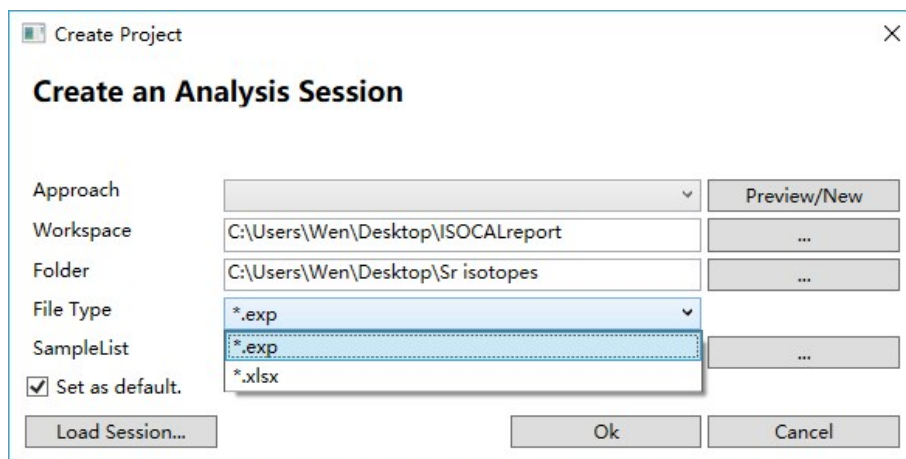 Create Project
Create an Analysis Session
Approach
Preview/New
Workspace
C:\Users\Wen\Desktop\ISOCALreport
...
Folder
C:\Users\Wen\Desktop\Sr isotopes
...
File Type
*.exp
SampleList
*.exp
...
*.xlsx
Set as default.
Load Session...
Ok
Cancel